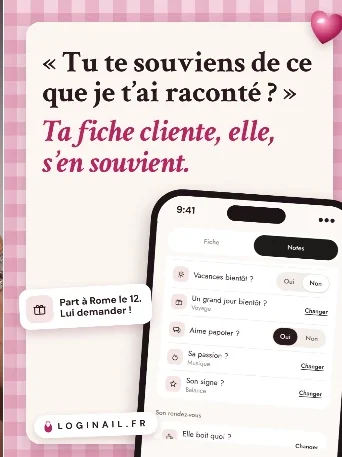 « Tu te souviens de ce
que je t'ai raconté ? »
Ta fiche cliente, elle,
s'en souvient.
9:41
Fiche
Notes
Vacances bientôt ?
Oui
Non
Part à Rome le 12.
Lui demander !
Un grand jour bientôt ?
Voyage
Changer
Aime papoter ?
Oui
Non
Sa passion ?
Musique
Changer
Son signe ?
Balance
Changer
Son rendez-vous
LOGINAIL.FR
Elle boit quoi ?
Changer